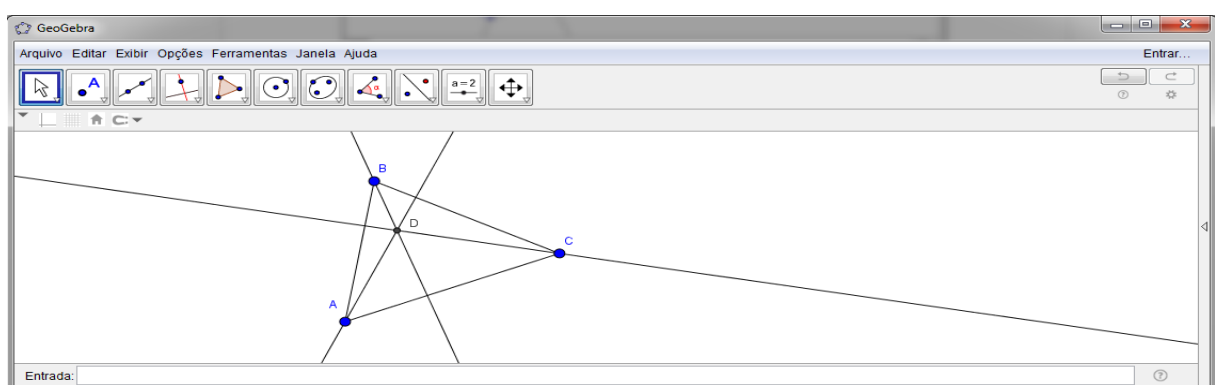 GeoGebra
Arquivo Editar Exibir Opções Ferramentas Janela Ajuda Entrar...
A α a=2
B
D
C
A
Entrada: